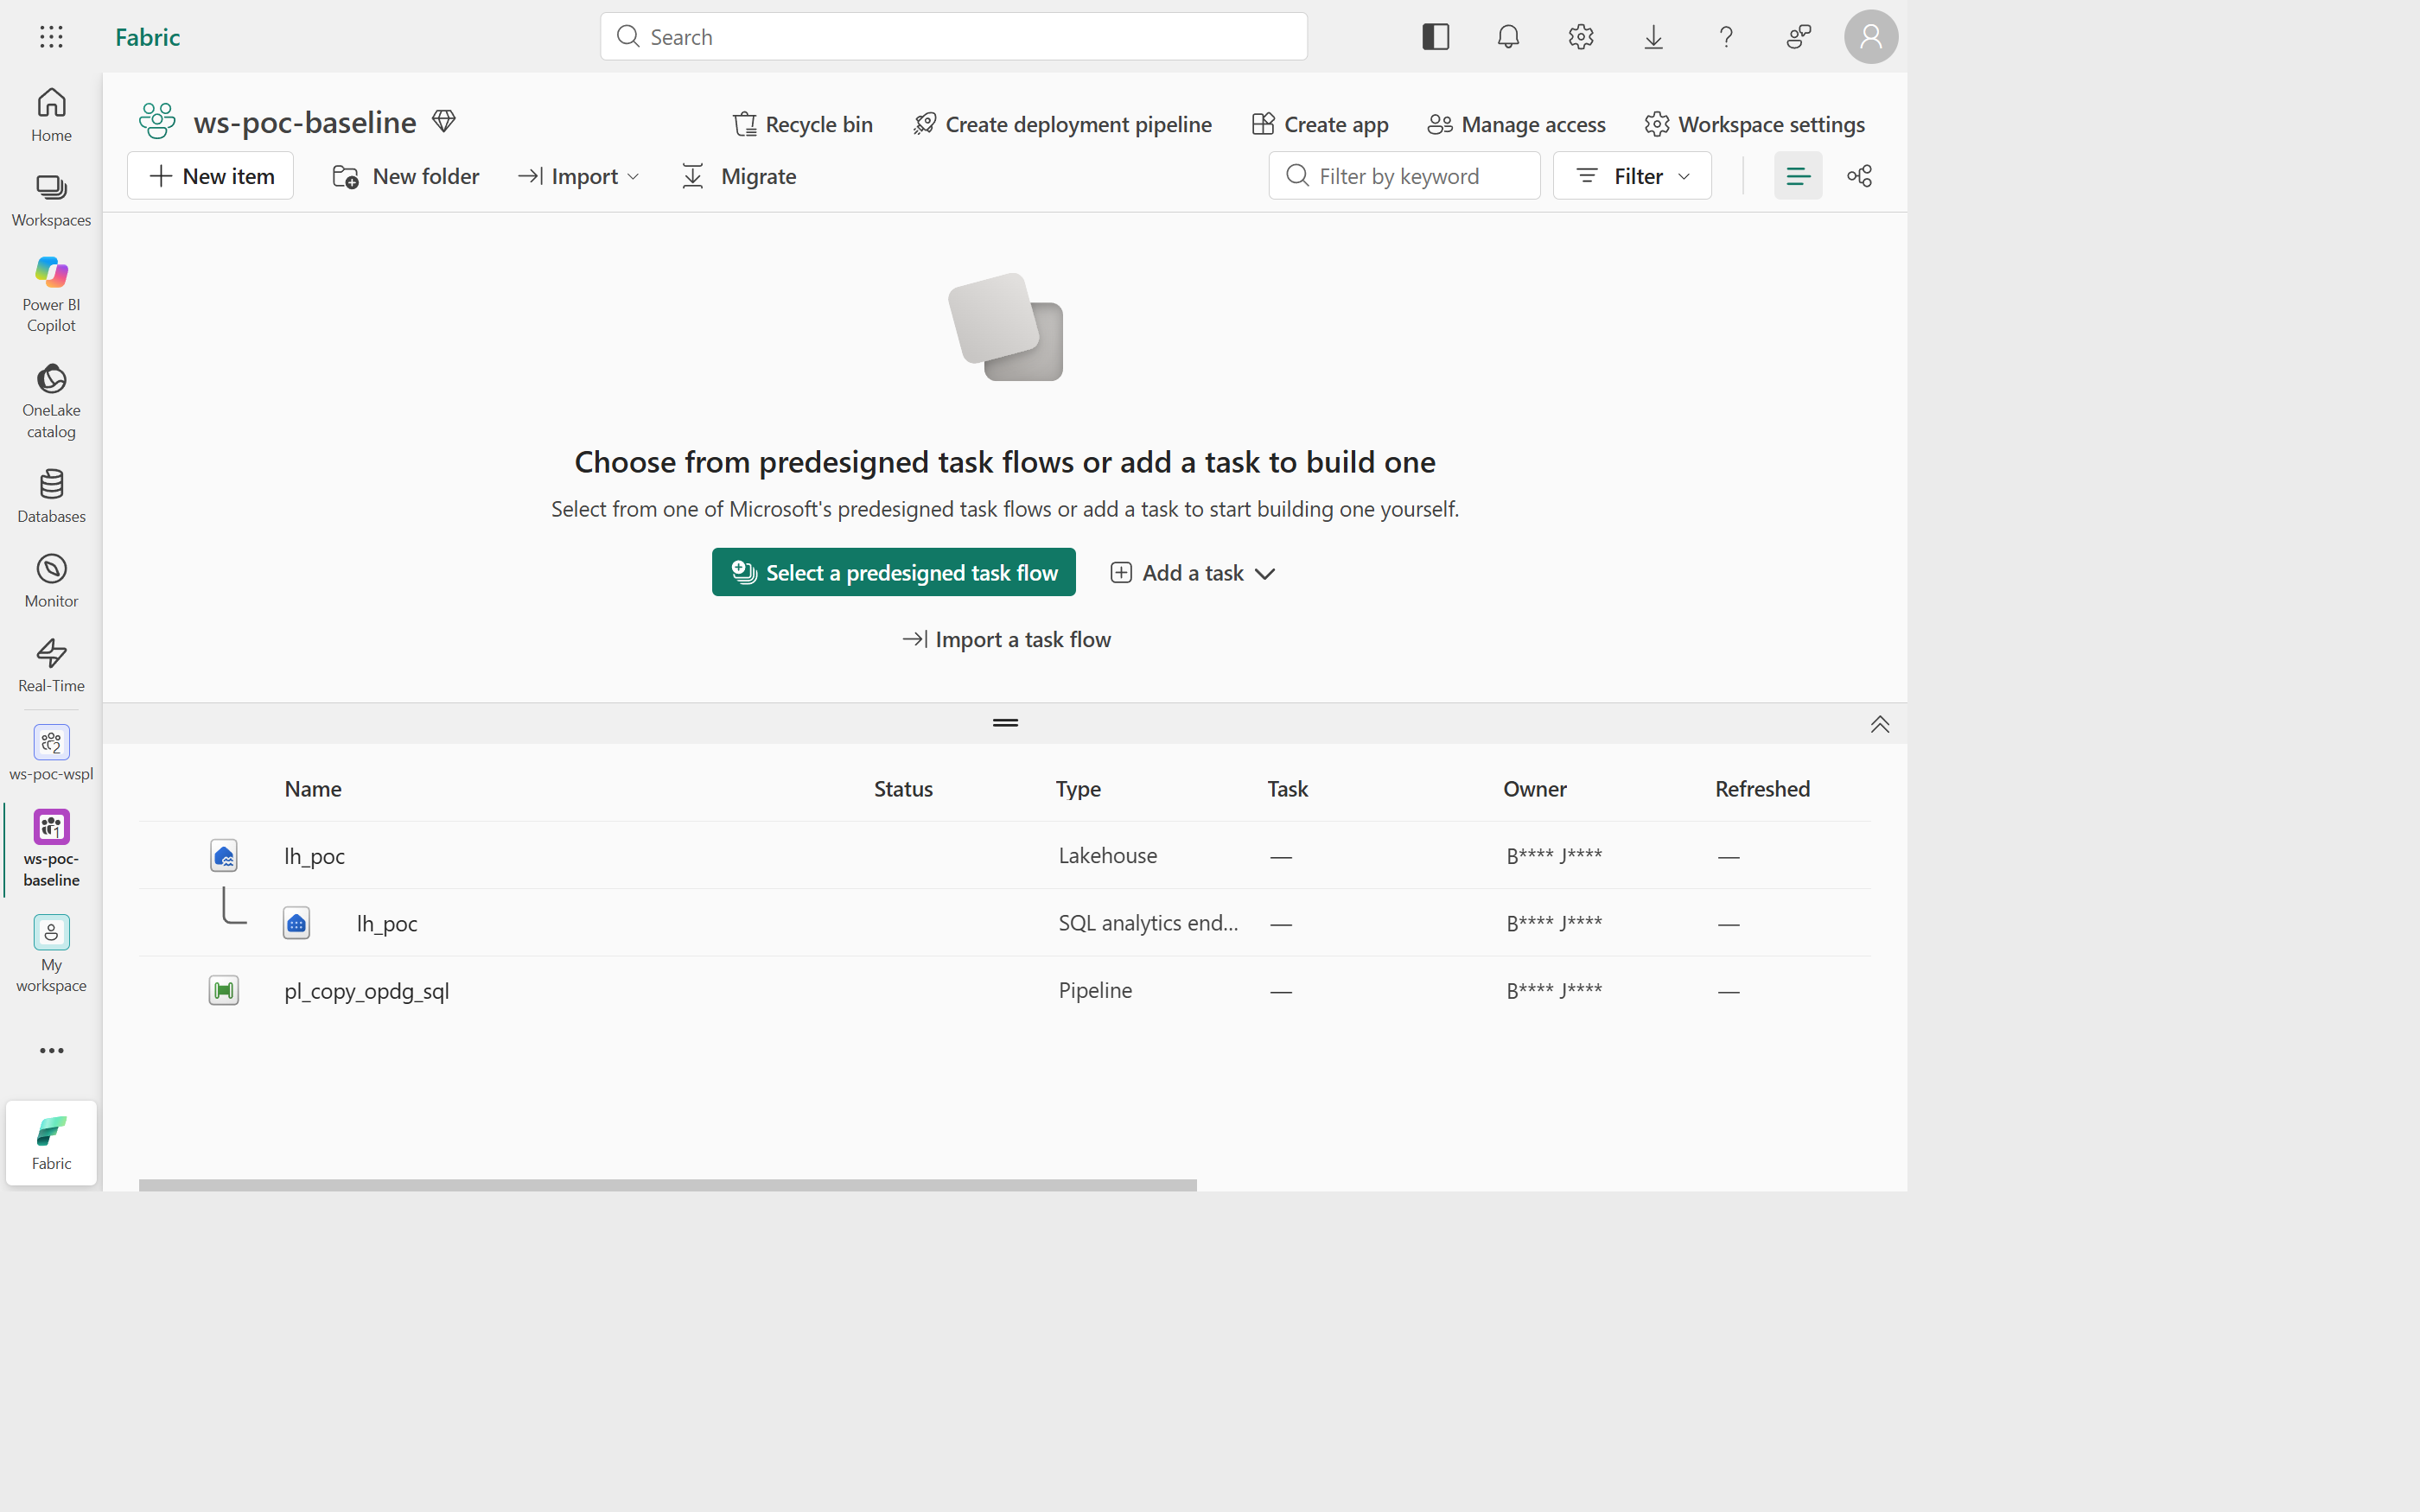 Fabric
Search
Home
Workspaces
Power BI
Copilot
OneLake
catalog
Databases
Monitor
Real-Time
ws-poc-wspl
ws-poc-
baseline
My
workspace
Fabric
ws-poc-baseline
Recycle bin
Create deployment pipeline
Create app
Manage access
Workspace settings
New item
New folder
Import
Migrate
Filter by keyword
Filter
Choose from predesigned task flows or add a task to build one
Select from one of Microsoft's predesigned task flows or add a task to start building one yourself.
Select a predesigned task flow
Add a task
Import a task flow
Name Status Type Task Owner Refreshed
lh_poc Lakehouse — B**** J**** —
lh_poc SQL analytics end... — B**** J**** —
pl_copy_opdg_sql Pipeline — B**** J**** —